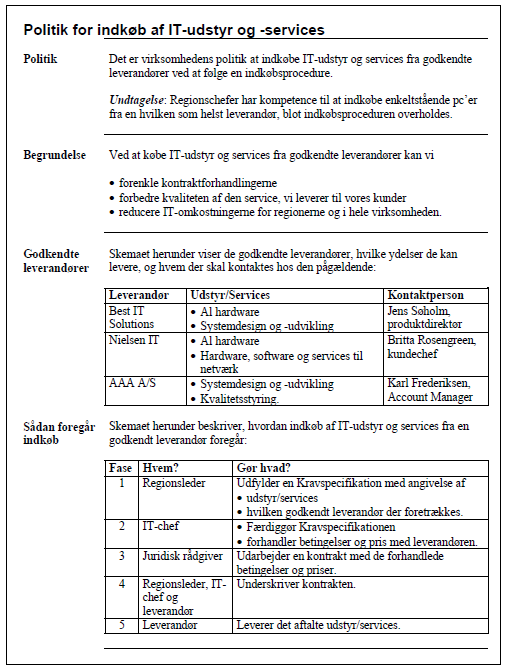 Politik for indkøb af IT-udstyr og -services
Politik
Det er virksomhedens politik at indkøbe IT-udstyr og services fra godkendte
leverandører ved at følge en indkøbsprocedure.
Undtagelse: Regionschefer har kompetence til at indkøbe enkeltstående pc’er
fra en hvilken som helst leverandør, blot indkøbsproceduren overholdes.
Begrundelse
Ved at købe IT-udstyr og services fra godkendte leverandører kan vi
• forenkle kontraktforhandlingerne
• forbedre kvaliteten af den service, vi leverer til vores kunder
• reducere IT-omkostningerne for regionerne og i hele virksomheden.
Godkendte
leverandører
Skemaet herunder viser de godkendte leverandører, hvilke ydelser de kan
levere, og hvem der skal kontaktes hos den pågældende:
Leverandør Udstyr/Services Kontaktperson
Best IT
Solutions
• Al hardware
• Systemdesign og -udvikling
Jens Søholm,
produktdirektør
Nielsen IT
• Al hardware
• Hardware, software og services til
netværk
Britta Rosengreen,
kundechef
AAA A/S
• Systemdesign og -udvikling
• Kvalitetsstyring.
Karl Frederiksen,
Account Manager
Sådan foregår
indkøb
Skemaet herunder beskriver, hvordan indkøb af IT-udstyr og services fra en
godkendt leverandør foregår:
Fase Hvem? Gør hvad?
1 Regionsleder
Udfylder en Kravspecifikation med angivelse af
• udstyr/services
• hvilken godkendt leverandør der foretrækkes.
2 IT-chef
• Færdiggør Kravspecifikationen
• forhandler betingelser og pris med leverandøren.
3 Juridisk rådgiver
Udarbejder en kontrakt med de forhandlede
betingelser og priser.
4 Regionsleder, IT-
chef og
leverandør
Underskriver kontrakten.
5 Leverandør Leverer det aftalte udstyr/services.